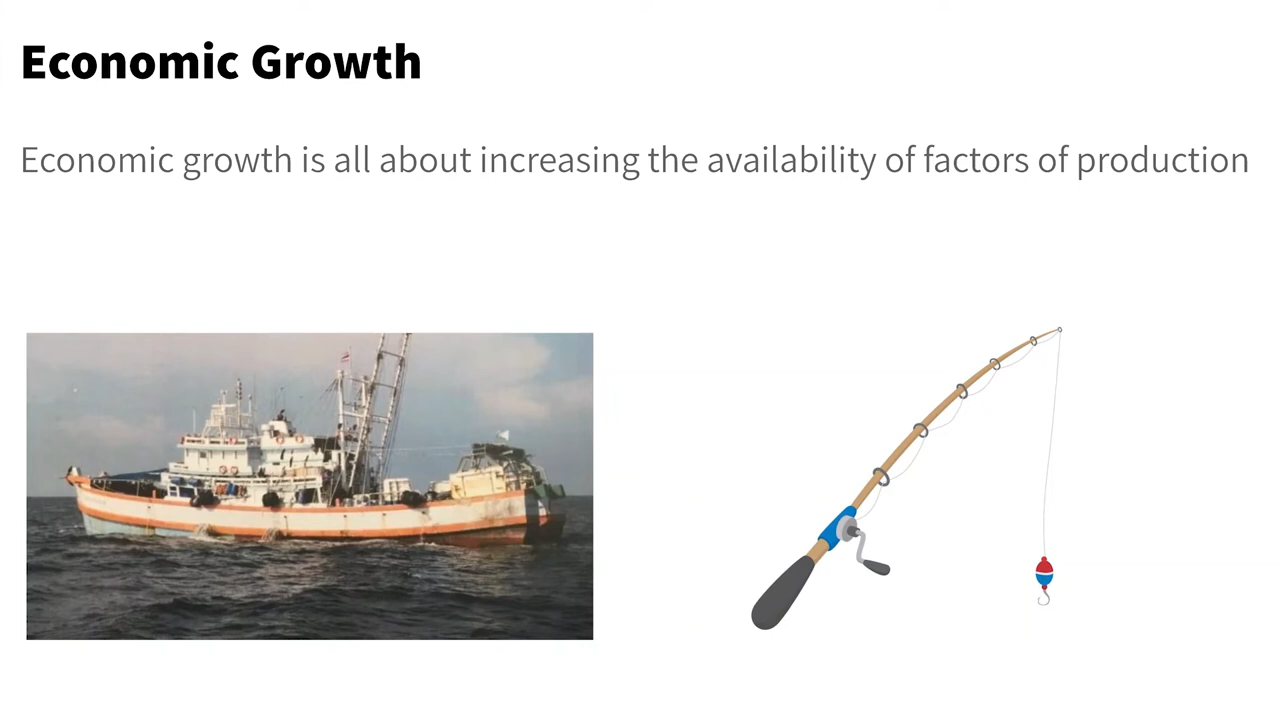 Economic Growth
Economic growth is all about increasing the availability of factors of production